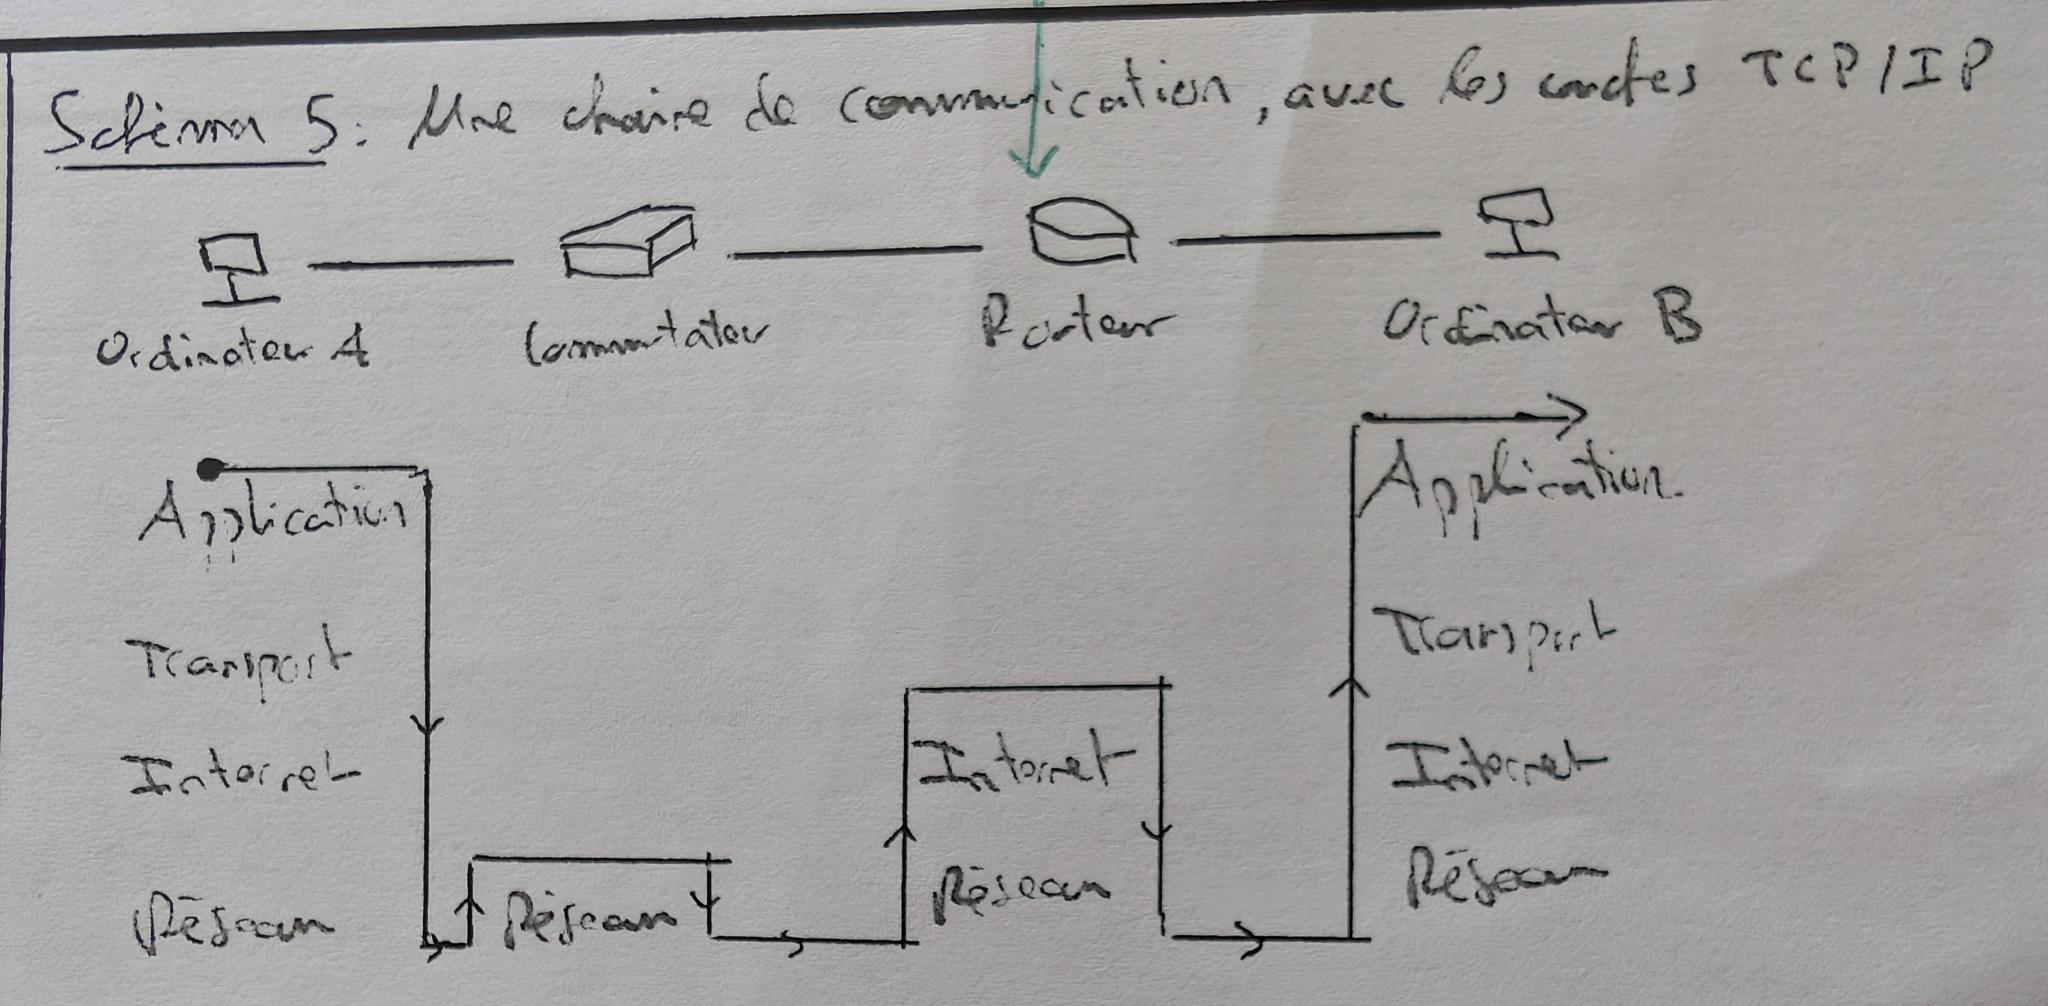 Schéma 5: Une chaine de communication, avec les couches TCP/IP
Ordinateur A
Commutateur
Routeur
Ordinateur B
Application
Transport
Internet
Réseau
Réseau
Internet
Réseau
Application.
Transport
Internet
Réseau